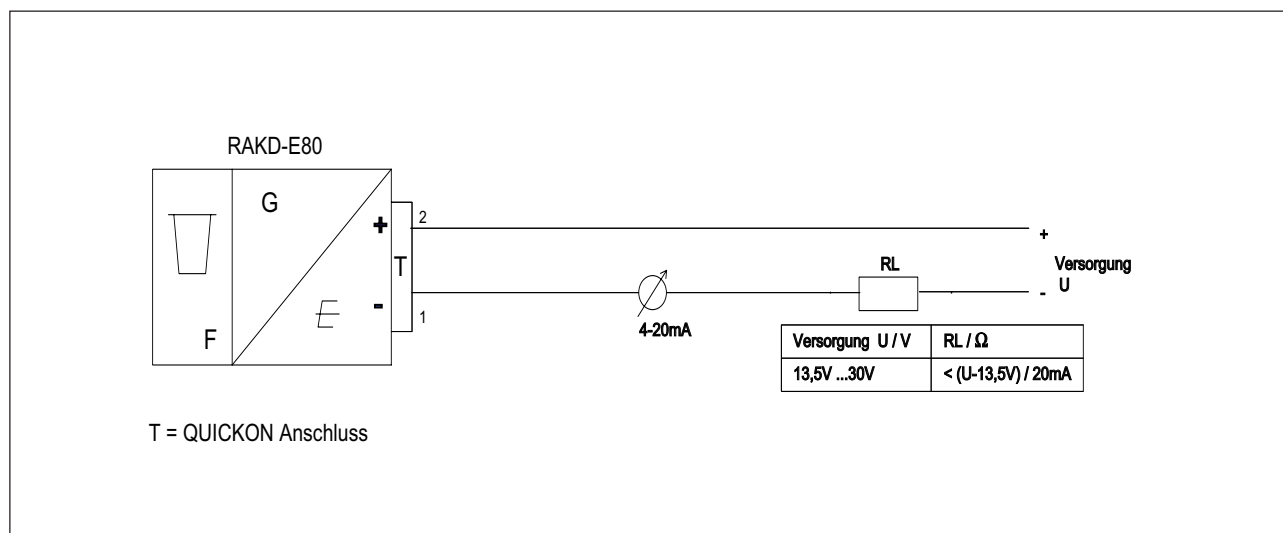 RAKD-E80
G
+
2
T
F
E
-
1
4-20mA
RL
+
Versorgung
U
-
Versorgung U / V RL / Ω
13,5V ...30V < (U-13,5V) / 20mA
T = QUICKON Anschluss